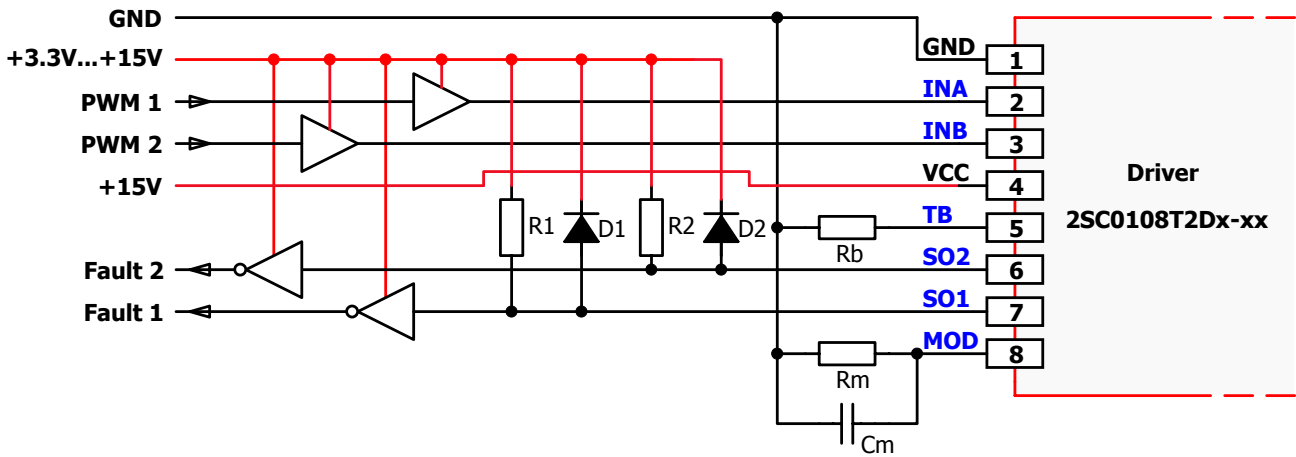 GND
+3.3V...+15V
PWM 1
PWM 2
+15V
Fault 2
Fault 1
R1
D1
R2
D2
Rb
Rm
Cm
GND
INA
INB
VCC
TB
SO2
SO1
MOD
1
2
3
4
5
6
7
8
Driver
2SC0108T2Dx-xx